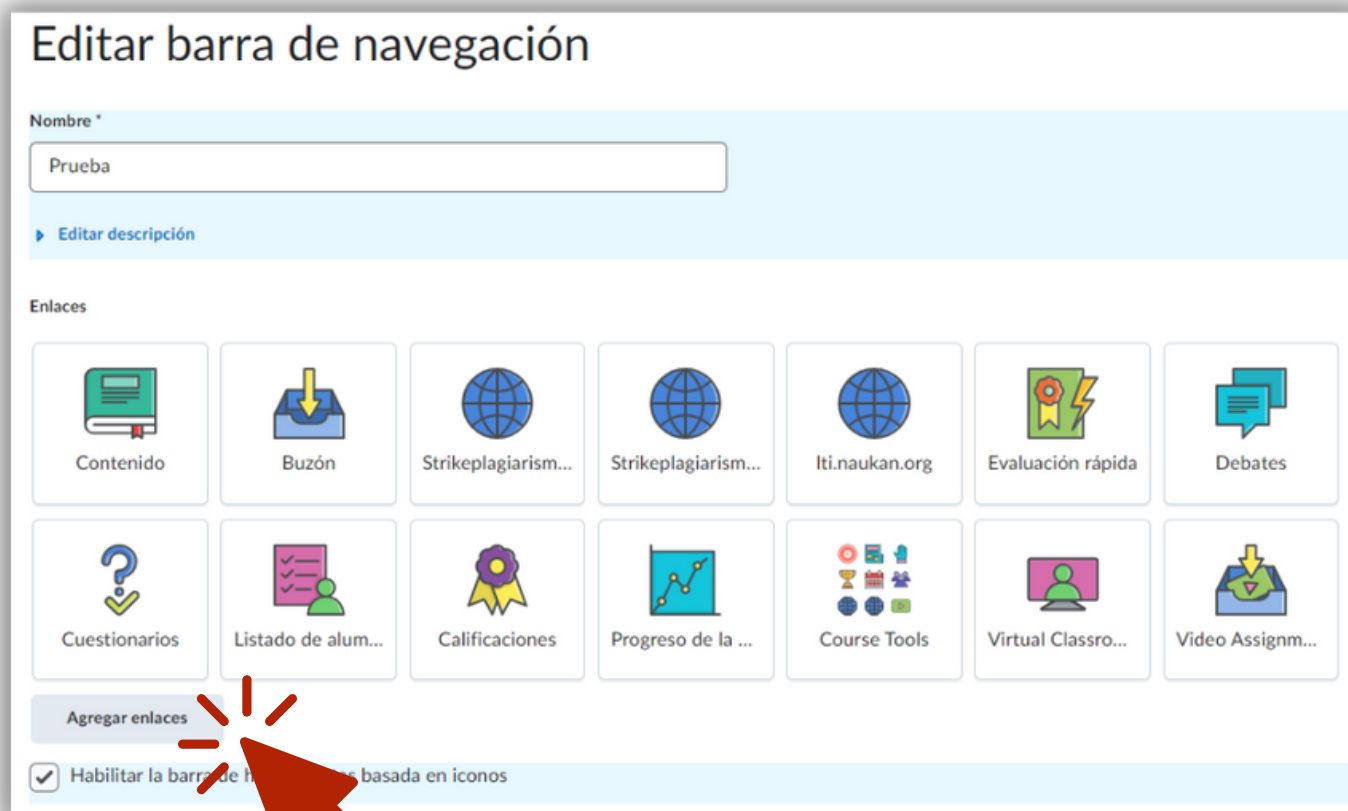 Editar barra de navegación
Nombre *
Prueba
Editar descripción
Enlaces
Contenido
Buzón
Strikeplagiarism...
Strikeplagiarism...
lti.naukan.org
Evaluación rápida
Debates
Cuestionarios
Listado de alum...
Calificaciones
Progreso de la ...
Course Tools
Virtual Classro...
Video Assignm...
Agregar enlaces
Habilitar la barra de basada en iconos